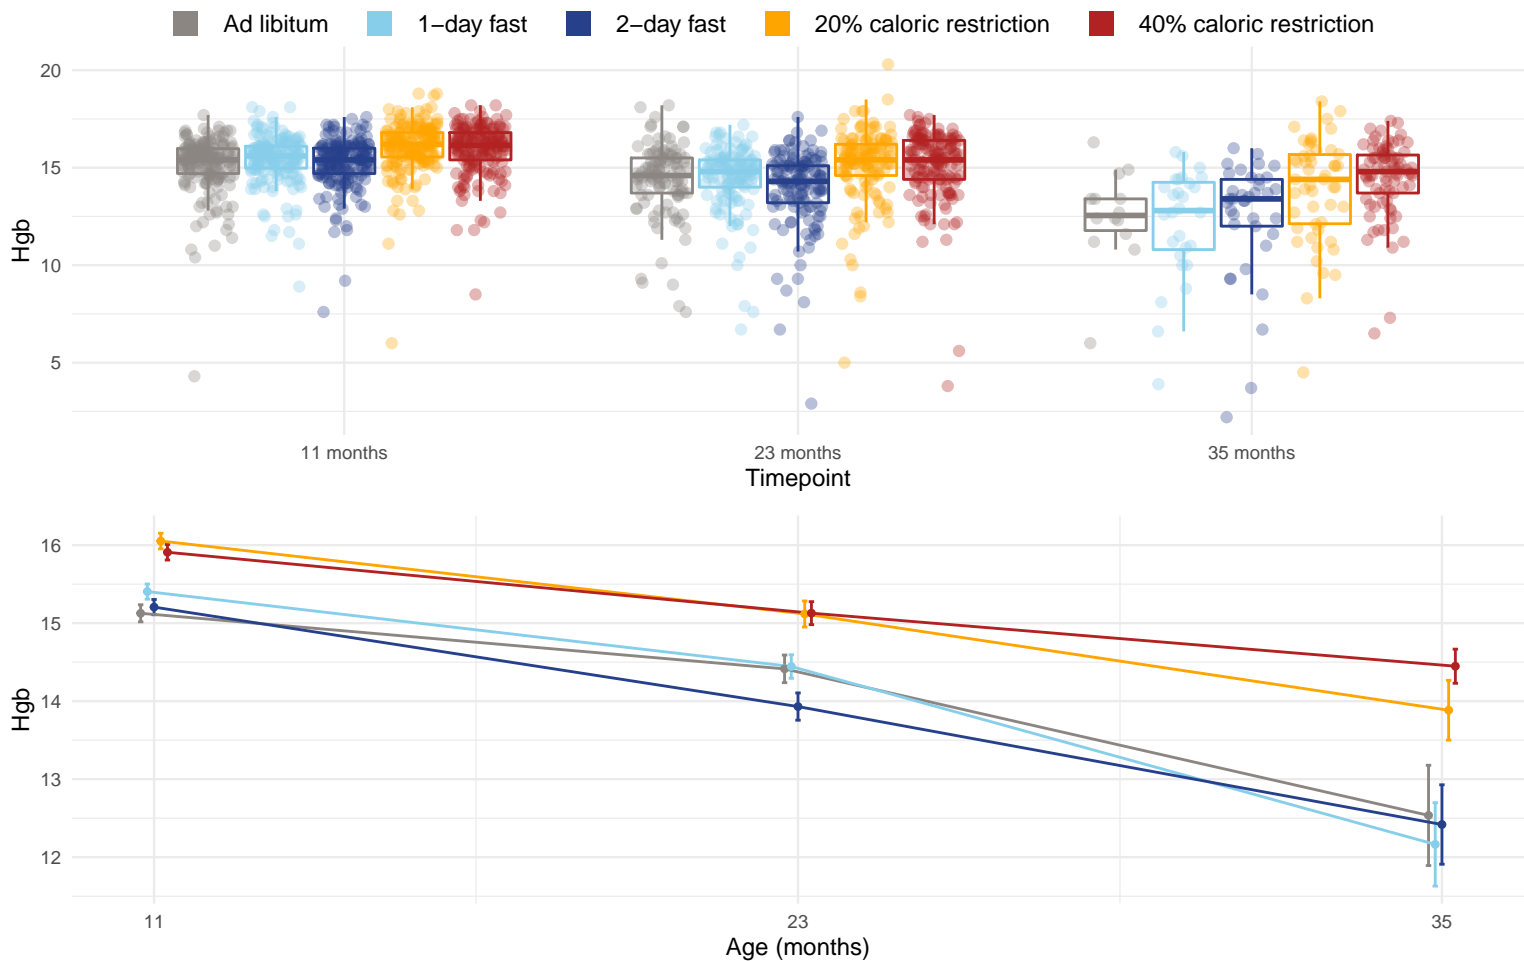 Ad libitum 1−day fast 2−day fast 20% caloric restriction 40% caloric restriction
20
15
10
5
Hgb
11 months 23 months 35 months
Timepoint
16
15
14
13
12
Hgb
11 23 35
Age (months)